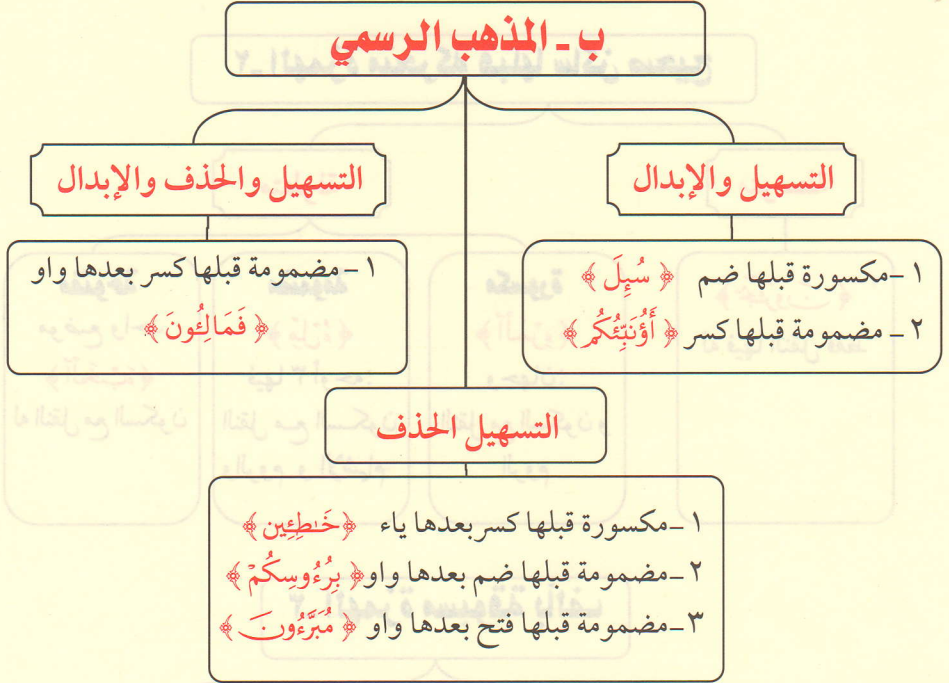 ب ـ المذهب الرسمي
التسهيل والإبدال
١ ـ مكسورة قبلها ضم ﴿ سُئِلَ ﴾
٢ ـ مضمومة قبلها كسر ﴿ أَؤُنَبِّئُكُم ﴾
التسهيل والحذف والإبدال
١ ـ مضمومة قبلها كسر بعدها واو
﴿ فَمَالِـُٔونَ ﴾
التسهيل الحذف
١ ـ مكسورة قبلها كسر بعدها ياء ﴿ خَـٰطِـِٔين ﴾
٢ ـ مضمومة قبلها ضم بعدها واو ﴿ بِرُءُوسِكُمْ ﴾
٣ ـ مضمومة قبلها فتح بعدها واو ﴿ مُبَرَّءُونَ ﴾